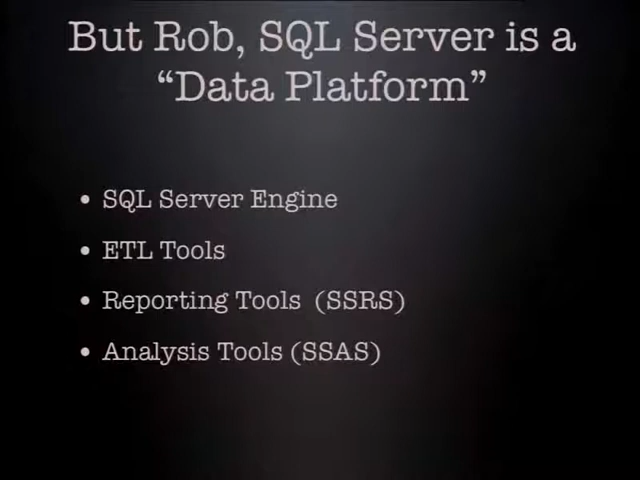 But Rob, SQL Server is a
“Data Platform”
• SQL Server Engine
• ETL Tools
• Reporting Tools (SSRS)
• Analysis Tools (SSAS)